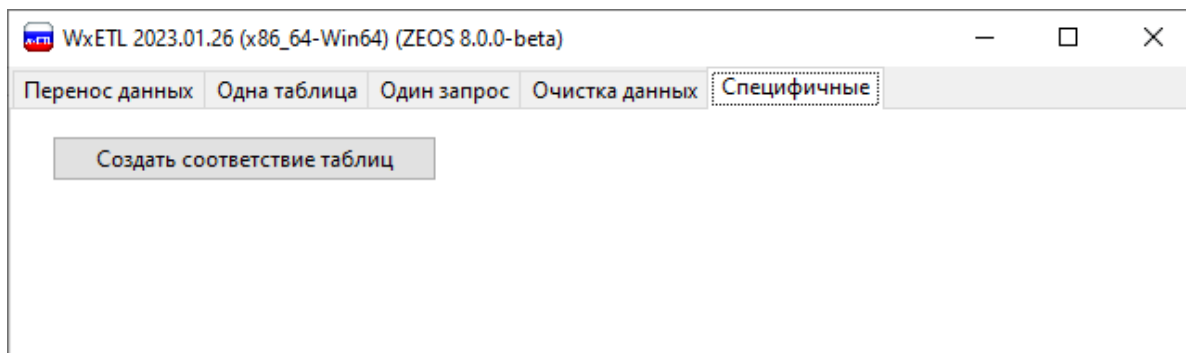 WxETL 2023.01.26 (x86_64-Win64) (ZEOS 8.0.0-beta)
Перенос данных Одна таблица Один запрос Очистка данных Специфичные
Создать соответствие таблиц